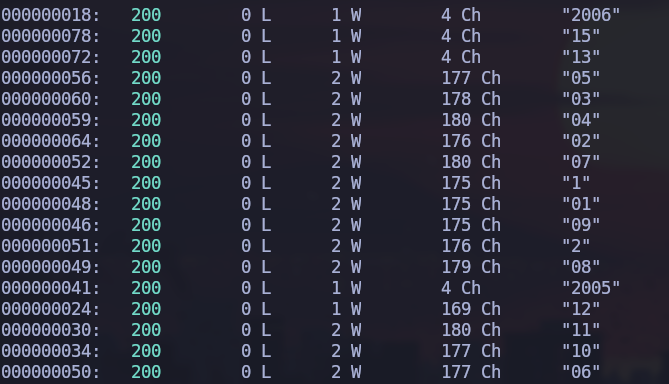 000000018:   200        0 L      1 W        4 Ch        "2006"
000000078:   200        0 L      1 W        4 Ch        "15"
000000072:   200        0 L      1 W        4 Ch        "13"
000000056:   200        0 L      2 W        177 Ch      "05"
000000060:   200        0 L      2 W        178 Ch      "03"
000000059:   200        0 L      2 W        180 Ch      "04"
000000064:   200        0 L      2 W        176 Ch      "02"
000000052:   200        0 L      2 W        180 Ch      "07"
000000045:   200        0 L      2 W        175 Ch      "1"
000000048:   200        0 L      2 W        175 Ch      "01"
000000046:   200        0 L      2 W        175 Ch      "09"
000000051:   200        0 L      2 W        176 Ch      "2"
000000049:   200        0 L      2 W        179 Ch      "08"
000000041:   200        0 L      1 W        4 Ch        "2005"
000000024:   200        0 L      1 W        169 Ch      "12"
000000030:   200        0 L      2 W        180 Ch      "11"
000000034:   200        0 L      2 W        177 Ch      "10"
000000050:   200        0 L      2 W        177 Ch      "06"